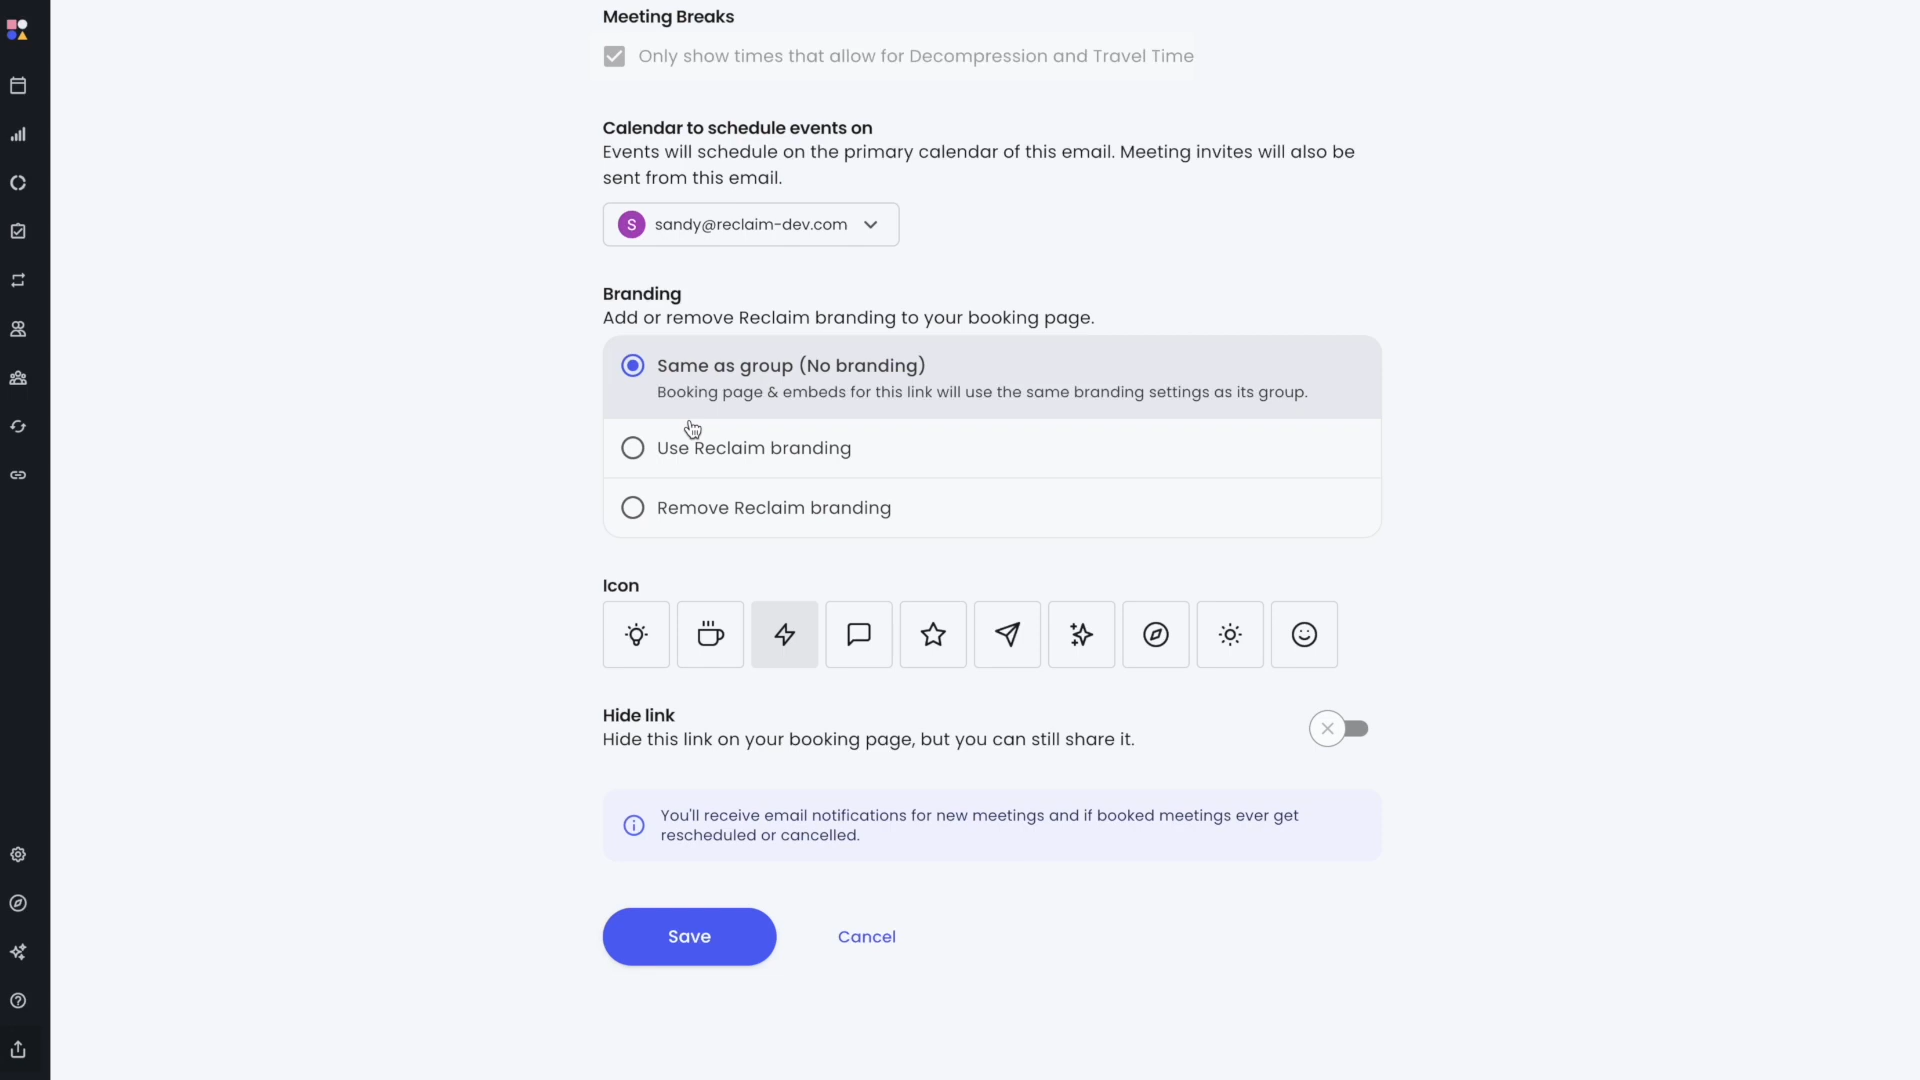 Meeting Breaks
Only show times that allow for Decompression and Travel Time
Calendar to schedule events on
Events will schedule on the primary calendar of this email. Meeting invites will also be
sent from this email.
S sandy@reclaim-dev.com
Branding
Add or remove Reclaim branding to your booking page.
Same as group (No branding)
Booking page & embeds for this link will use the same branding settings as its group.
Use Reclaim branding
Remove Reclaim branding
Icon
Hide link
Hide this link on your booking page, but you can still share it.
You'll receive email notifications for new meetings and if booked meetings ever get
rescheduled or cancelled.
Save Cancel